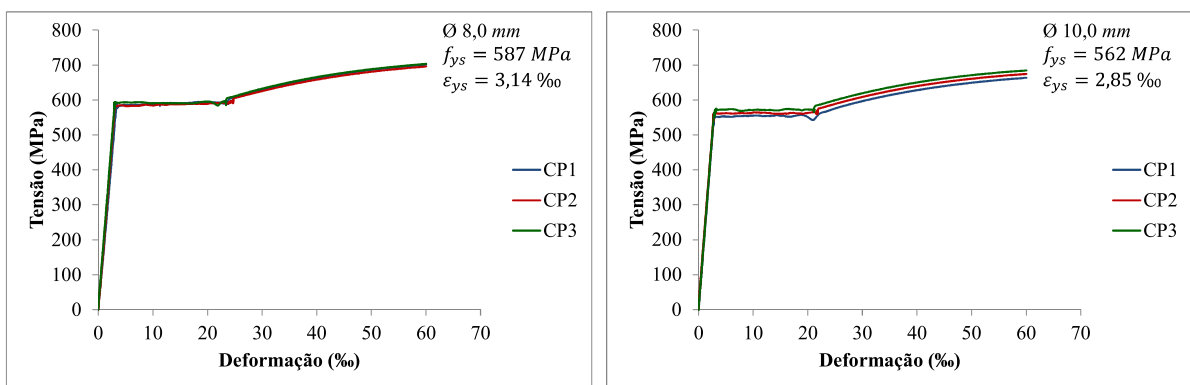 800
700
600
500
400
300
200
100
0
Tensão (MPa)
0 10 20 30 40 50 60 70
Deformação (‰)
Ø 8,0 mm
f_ys = 587 MPa
ε_ys = 3,14 ‰
CP1
CP2
CP3
800
700
600
500
400
300
200
100
0
Tensão (MPa)
0 10 20 30 40 50 60 70
Deformação (‰)
Ø 10,0 mm
f_ys = 562 MPa
ε_ys = 2,85 ‰
CP1
CP2
CP3